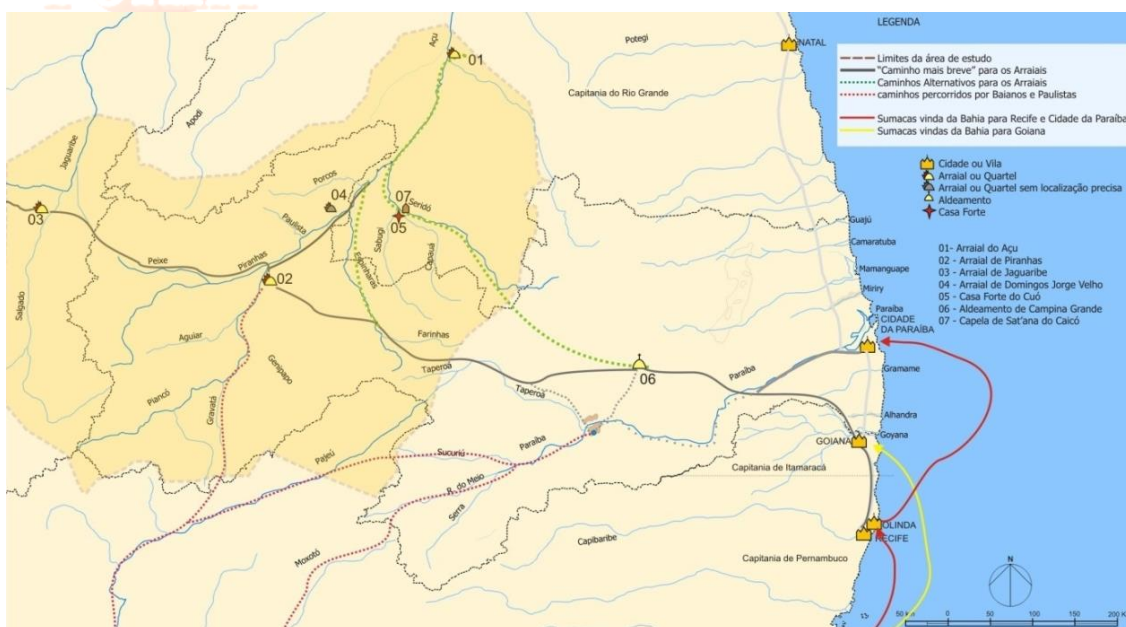 LEGENDA
Limites da área de estudo
"Caminho mais breve" para os Arraiais
Caminhos Alternativos para os Arraiais
caminhos percorridos por Baianos e Paulistas
Sumacas vinda da Bahia para Recife e Cidade da Paraíba
Sumacas vindas da Bahia para Goiana
Cidade ou Vila
Arraial ou Quartel
Arraial ou Quartel sem localização precisa
Aldeamento
Casa Forte
01- Arraial do Açu
02 - Arraial de Piranhas
03 - Arraial de Jaguaribe
04 - Arraial de Domingos Jorge Velho
05 - Casa Forte do Cuó
06 - Aldeamento de Campina Grande
07 - Capela de Sat'ana do Caicó
NATAL
Potegi
Açu
01
Capitania do Rio Grande
Apodi
Jaguaribe
Porcos
04
07
Seridó
05
03
Paulista
Sabugi
Capauá
Peixe
Piranhas
02
Espinharas
Salgado
Aguiar
Farinhas
Genipapo
Taperoá
Piancó
Gravatá
Taperoá
06
Paraíba
Pajeú
Sucuriú
Paraíba
R. do Meio
Serra
Moxotó
Capibaribe
Guajú
Camaratuba
Mamanguape
Miriry
Paraíba
CIDADE
DA PARAÍBA
Gramame
Alhandra
GOIANA
Goyana
Capitania de Itamaracá
OLINDA
RECIFE
Capitania de Pernambuco
N
50 Km
0
50
100
150
200 K